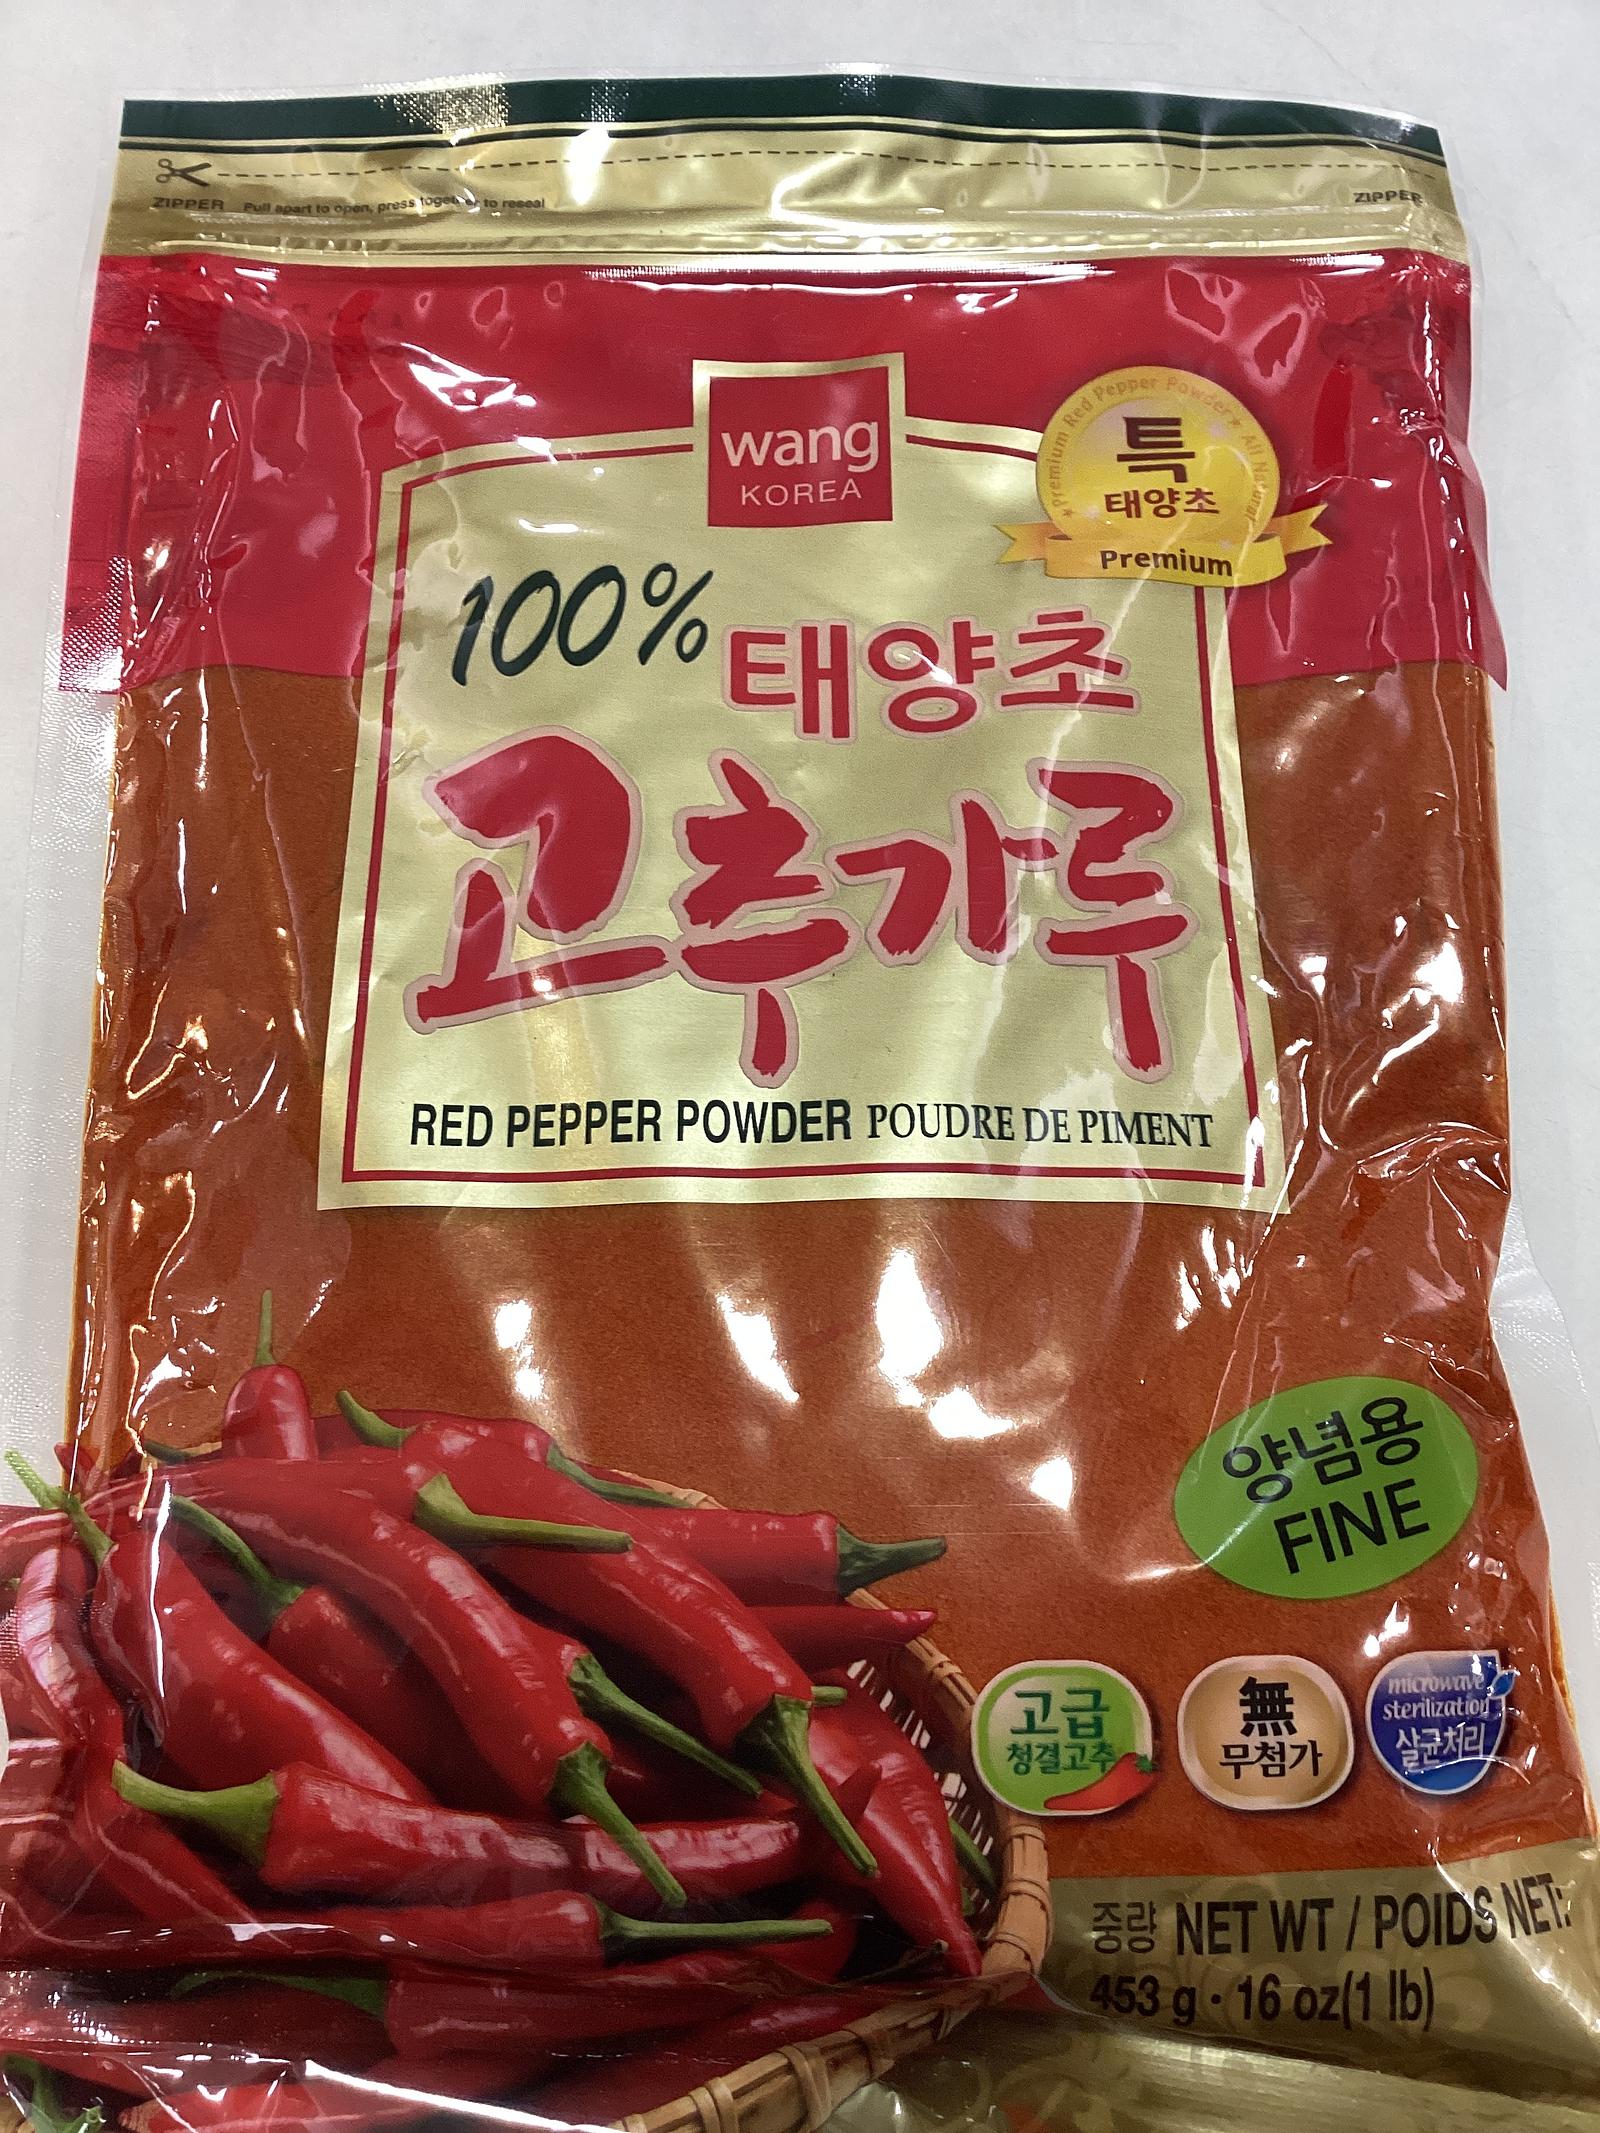 ZIPPER Pull apart to open, press together to reseal
ZIPPER
wang
KOREA
★Premium Red Pepper Powder★ All Natural
특
태양초
Premium
100% 태양초
고추가루
RED PEPPER POWDER POUDRE DE PIMENT
양념용
FINE
고급
청결고추
無
무첨가
microwave
sterilization
살균처리
중량 NET WT / POIDS NET:
453 g · 16 oz(1 lb)